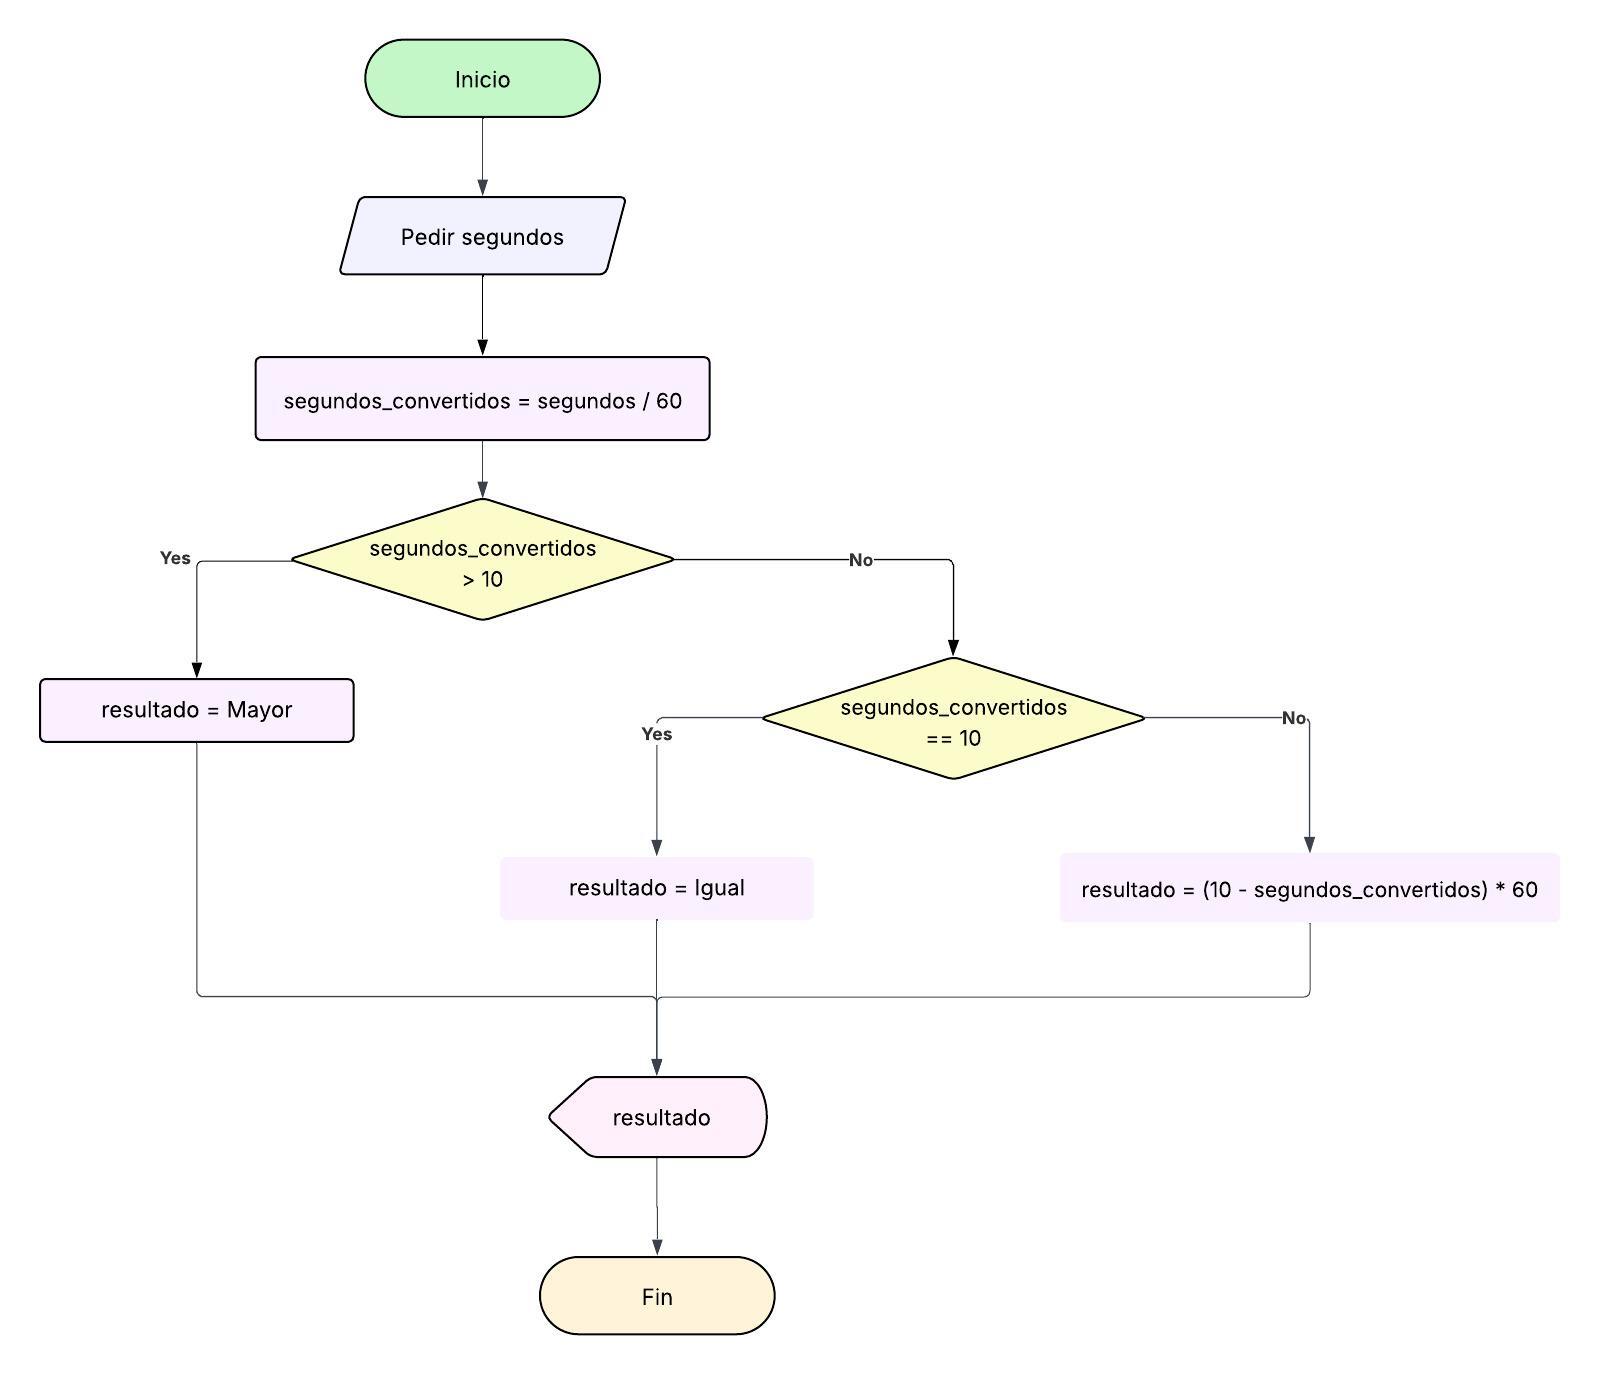 Inicio
Pedir segundos
segundos_convertidos = segundos / 60
segundos_convertidos
> 10
Yes
No
resultado = Mayor
segundos_convertidos
== 10
Yes
No
resultado = Igual
resultado = (10 - segundos_convertidos) * 60
resultado
Fin